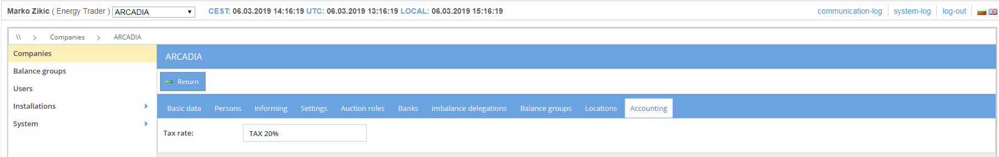 Marko Zikic ( Energy Trader ) ARCADIA CEST: 06.03.2019 14:16:19 UTC: 06.03.2019 13:16:19 LOCAL: 06.03.2019 15:16:19 communication-log system-log log-out
\\ Companies ARCADIA
Companies
Balance groups
Users
Installations
System
ARCADIA
Return
Basic data Persons Informing Settings Auction roles Banks Imbalance delegations Balance groups Locations Accounting
Tax rate: TAX 20%